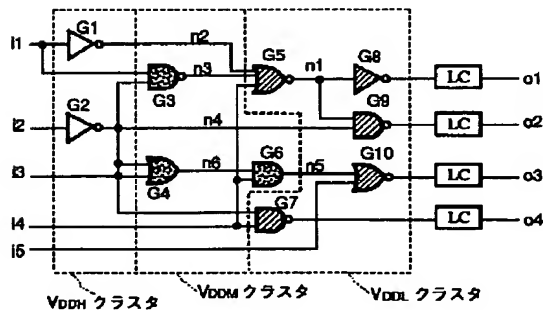 I1 G1 n2 G5 n1 G8 LC o1
n3 G3 G9
I2 G2 n4 LC o2
n6 G6 n5 G10
I3 G4 LC o3
G7
I4 LC o4
I5
VDDH クラスタ VDDM クラスタ VDDL クラスタ